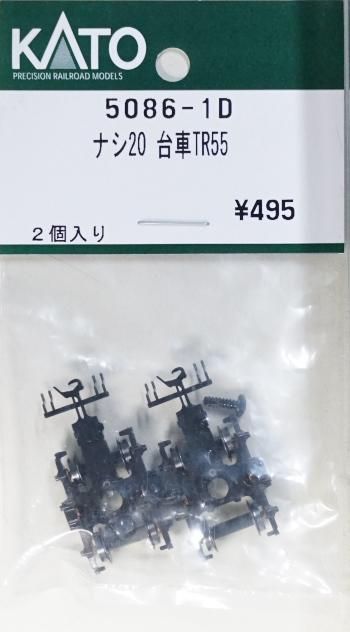 KATO
PRECISION RAILROAD MODELS
5086-1D
ナシ20 台車TR55
¥495
2個入り